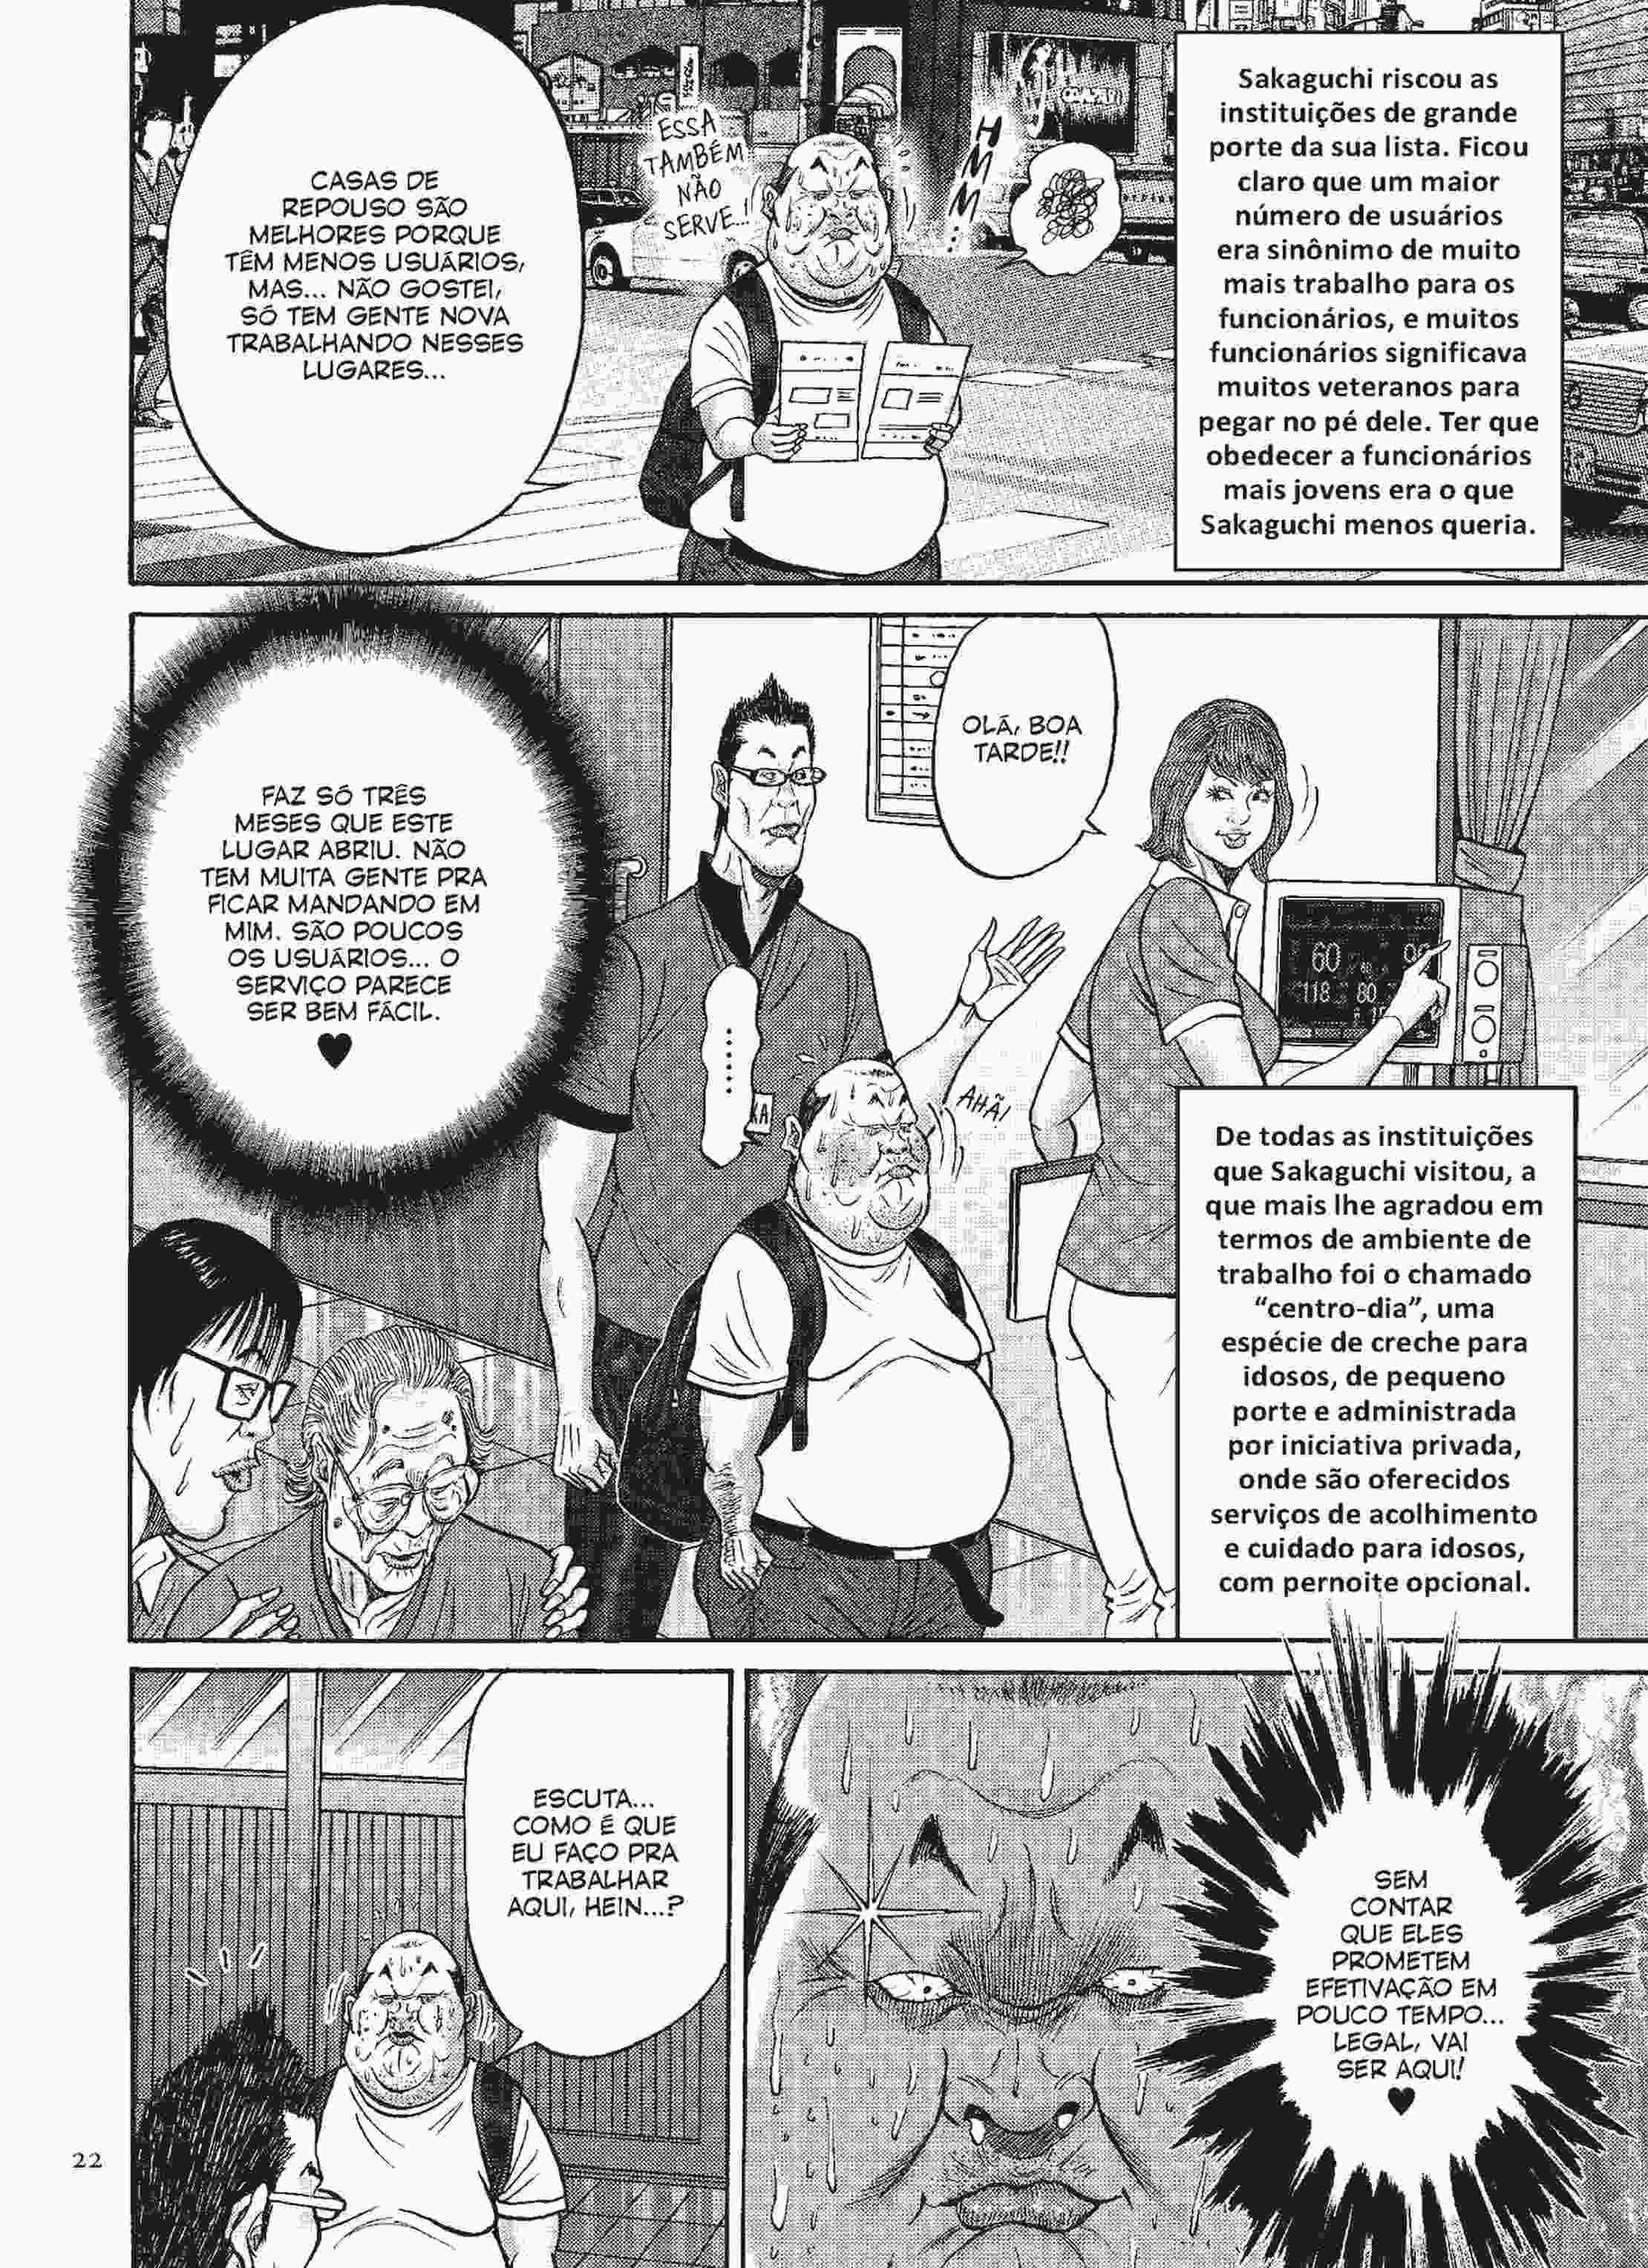 Sakaguchi riscou as
instituições de grande
porte da sua lista. Ficou
claro que um maior
número de usuários
era sinônimo de muito
mais trabalho para os
funcionários, e muitos
funcionários significava
muitos veteranos para
pegar no pé dele. Ter que
obedecer a funcionários
mais jovens era o que
Sakaguchi menos queria.
HMMM...
ESSA
TAMBÉM
NÃO
SERVE...!
CASAS DE
REPOUSO SÃO
MELHORES PORQUE
TÊM MENOS USUÁRIOS,
MAS... NÃO GOSTEI,
SÓ TEM GENTE NOVA
TRABALHANDO NESSES
LUGARES...
OLÁ, BOA
TARDE!!
60
118 80
De todas as instituições
que Sakaguchi visitou, a
que mais lhe agradou em
termos de ambiente de
trabalho foi o chamado
“centro-dia”, uma
espécie de creche para
idosos, de pequeno
porte e administrada
por iniciativa privada,
onde são oferecidos
serviços de acolhimento
e cuidado para idosos,
com pernoite opcional.
AHÃ!
.......
KA
FAZ SÓ TRÊS
MESES QUE ESTE
LUGAR ABRIU. NÃO
TEM MUITA GENTE PRA
FICAR MANDANDO EM
MIM. SÃO POUCOS
OS USUÁRIOS... O
SERVIÇO PARECE
SER BEM FÁCIL.
♥
SEM
CONTAR
QUE ELES
PROMETEM
EFETIVAÇÃO EM
POUCO TEMPO...
LEGAL, VAI
SER AQUI!
♥
ESCUTA...
COMO É QUE
EU FAÇO PRA
TRABALHAR
AQUI, HEIN...?
22